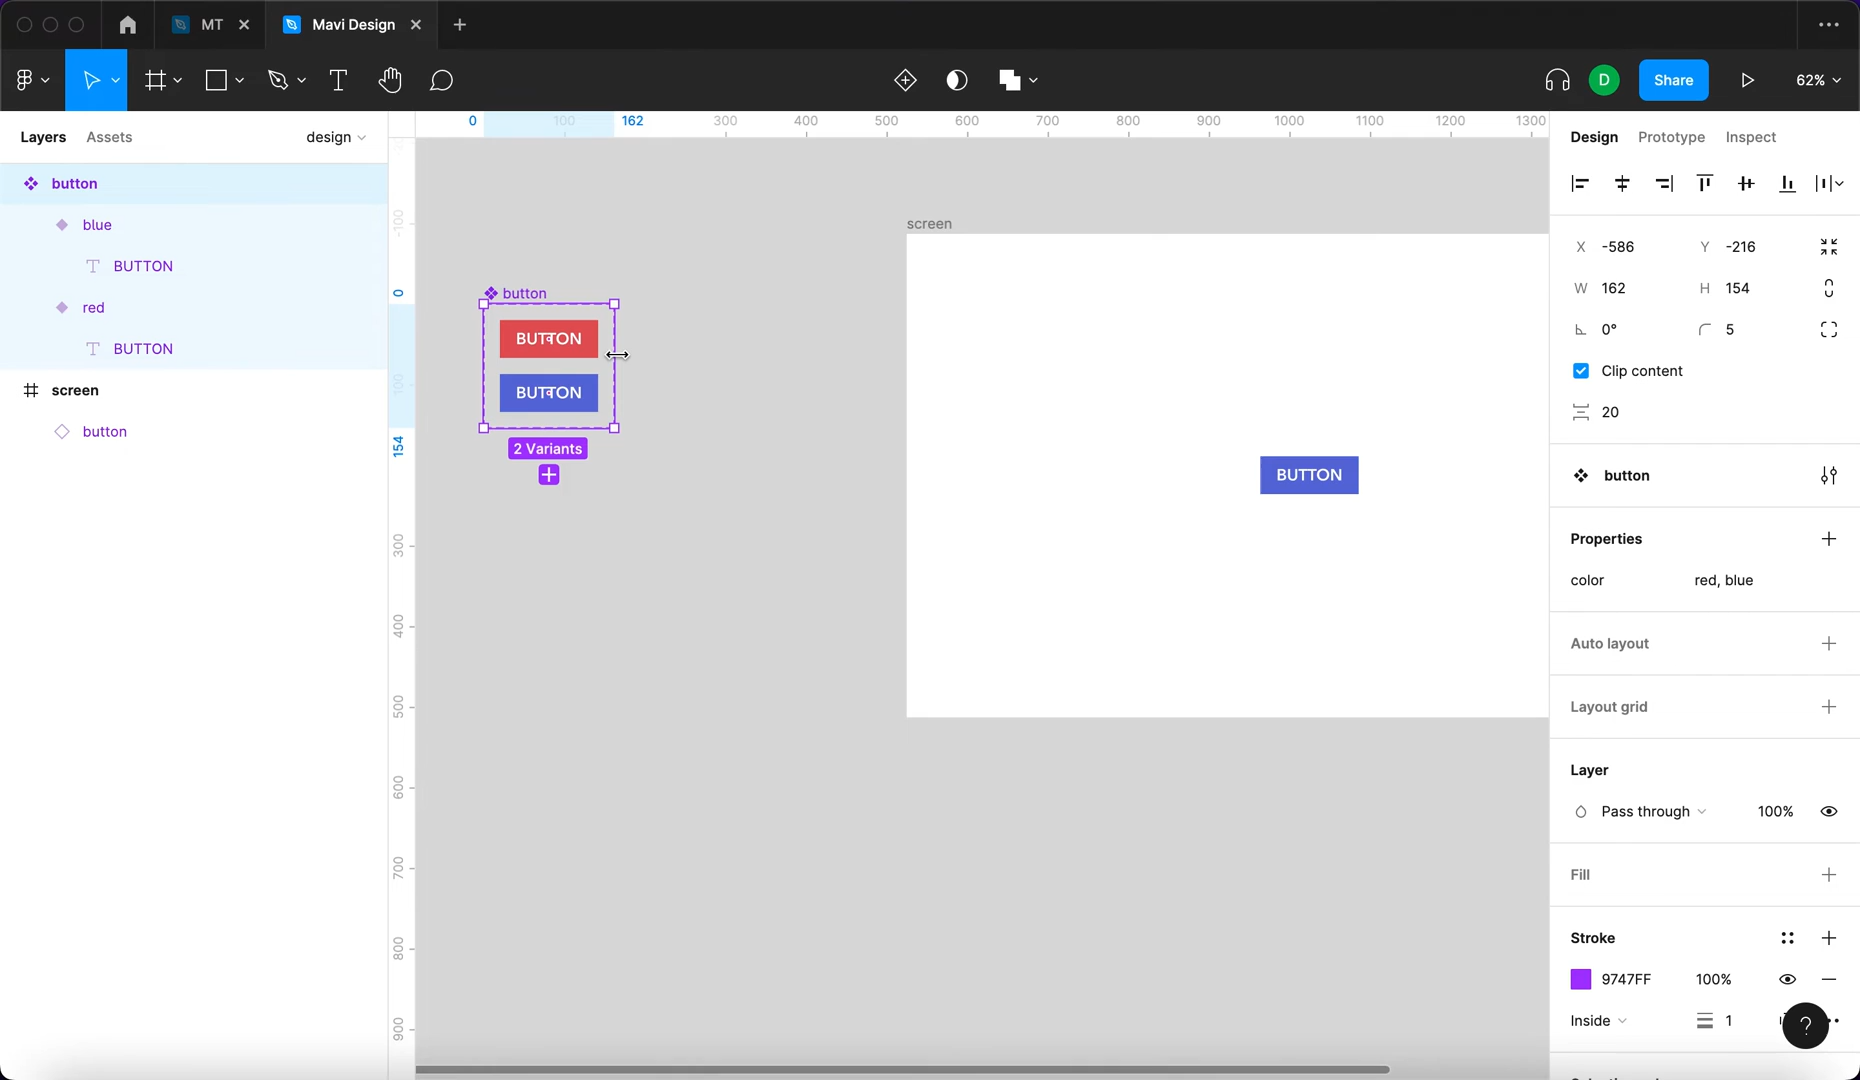 MT
Mavi Design
Share
62%
D
Layers
Assets
design
Design
Prototype
Inspect
0
100
162
300
400
500
600
700
800
900
1000
1100
1200
1300
button
blue
BUTTON
red
BUTTON
screen
button
-100
0
100
154
300
400
500
600
700
800
900
button
BUTTON
BUTTON
2 Variants
screen
BUTTON
X -586
Y -216
W 162
H 154
0°
5
Clip content
20
button
Properties
color
red, blue
Auto layout
Layout grid
Layer
Pass through
100%
Fill
Stroke
9747FF
100%
Inside
1
?